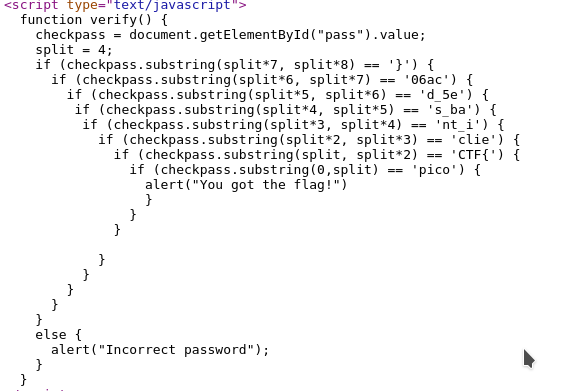 <script type="text/javascript">
function verify() {
checkpass = document.getElementById("pass").value;
split = 4;
if (checkpass.substring(split*7, split*8) == '}') {
if (checkpass.substring(split*6, split*7) == '06ac') {
if (checkpass.substring(split*5, split*6) == 'd_5e') {
if (checkpass.substring(split*4, split*5) == 's_ba') {
if (checkpass.substring(split*3, split*4) == 'nt_i') {
if (checkpass.substring(split*2, split*3) == 'clie') {
if (checkpass.substring(split, split*2) == 'CTF{') {
if (checkpass.substring(0,split) == 'pico') {
alert("You got the flag!")
}
}
}
}
}
}
}
}
else {
alert("Incorrect password");
}
}